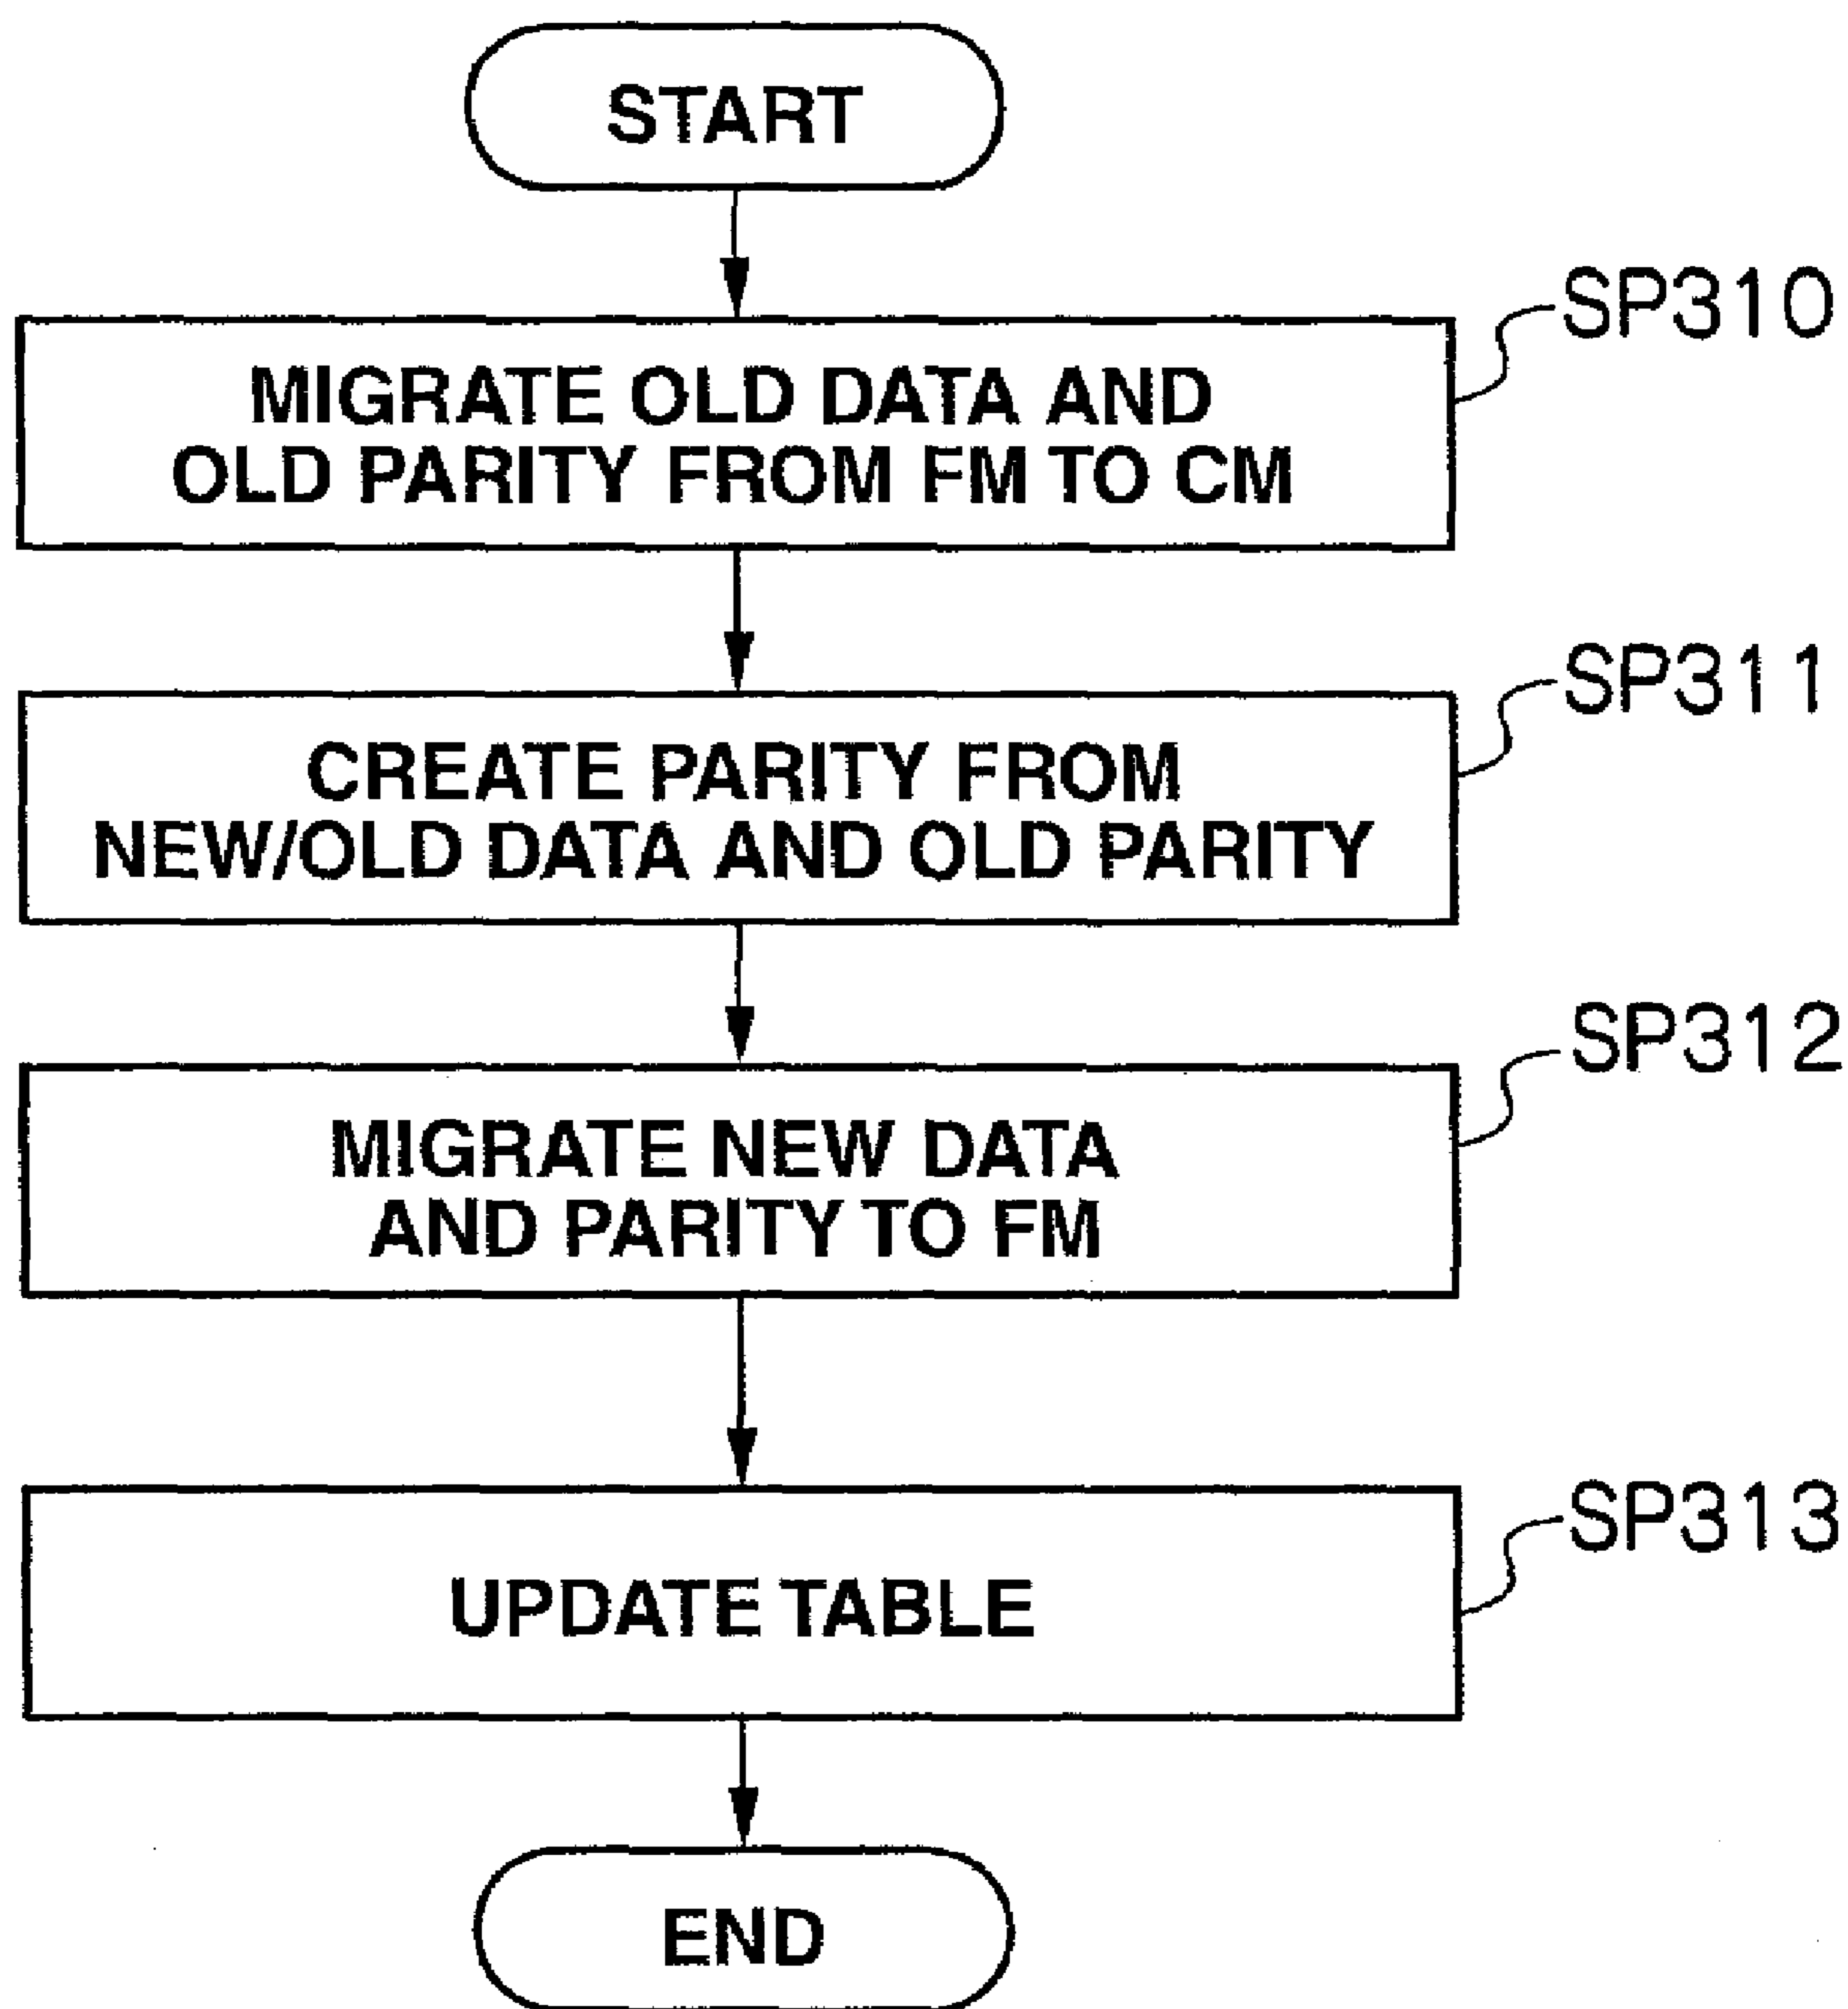 START
SP310
MIGRATE OLD DATA AND
OLD PARITY FROM FM TO CM
SP311
CREATE PARITY FROM
NEW/OLD DATA AND OLD PARITY
SP312
MIGRATE NEW DATA
AND PARITY TO FM
SP313
UPDATE TABLE
END